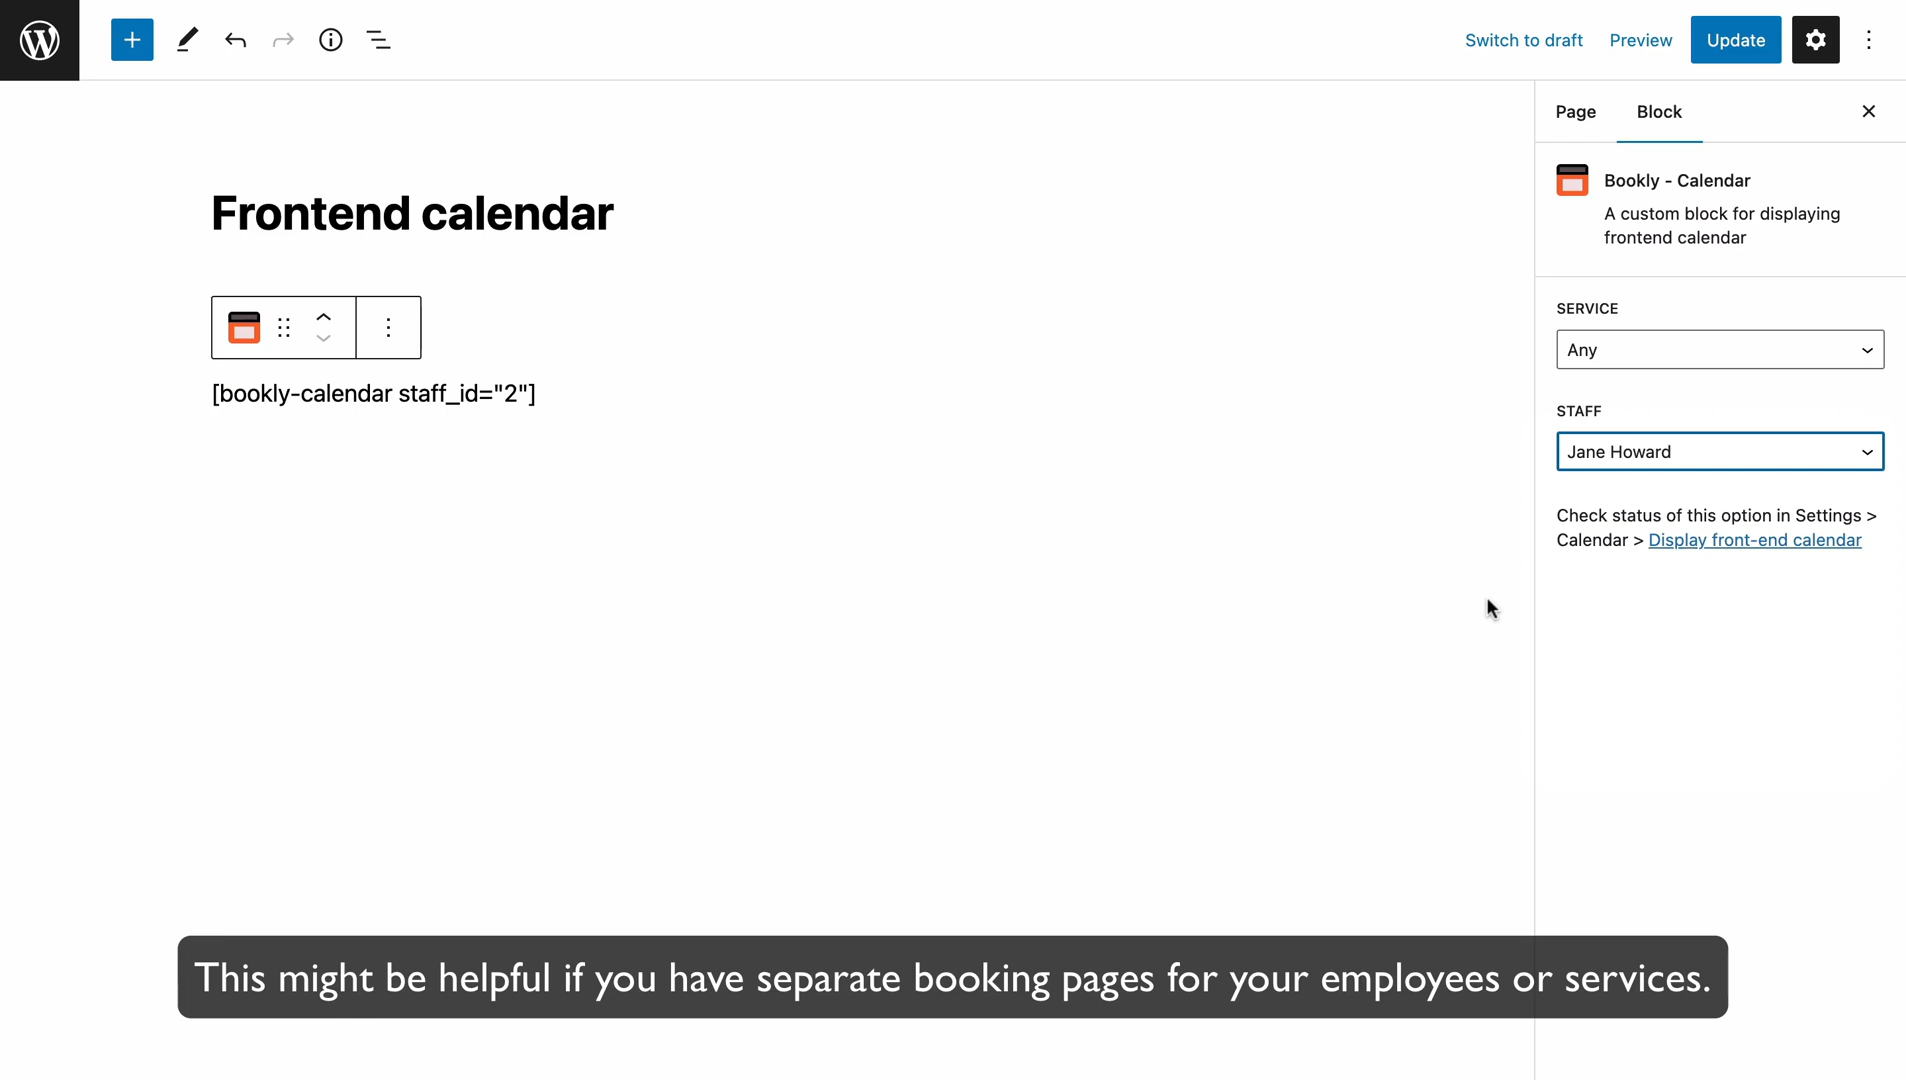 Switch to draft
Preview
Update
Page
Block
Frontend calendar
[bookly-calendar staff_id="2"]
Bookly - Calendar
A custom block for displaying
frontend calendar
SERVICE
Any
STAFF
Jane Howard
Check status of this option in Settings >
Calendar > Display front-end calendar
This might be helpful if you have separate booking pages for your employees or services.